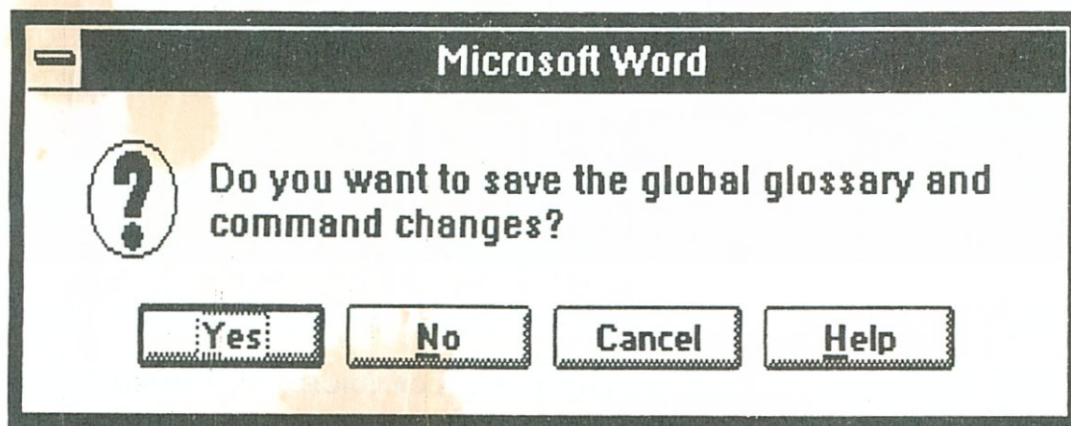 Microsoft Word
Do you want to save the global glossary and
command changes?
Yes No Cancel Help